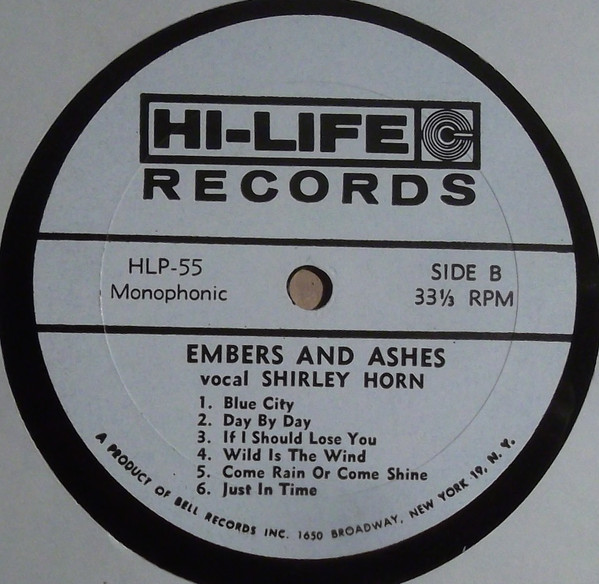 HI-LIFE
RECORDS
HLP-55
Monophonic
SIDE B
33⅓ RPM
EMBERS AND ASHES
vocal SHIRLEY HORN
1. Blue City
2. Day By Day
3. If I Should Lose You
4. Wild Is The Wind
5. Come Rain Or Come Shine
6. Just In Time
A PRODUCT OF BELL RECORDS INC. 1650 BROADWAY, NEW YORK 19, N. Y.